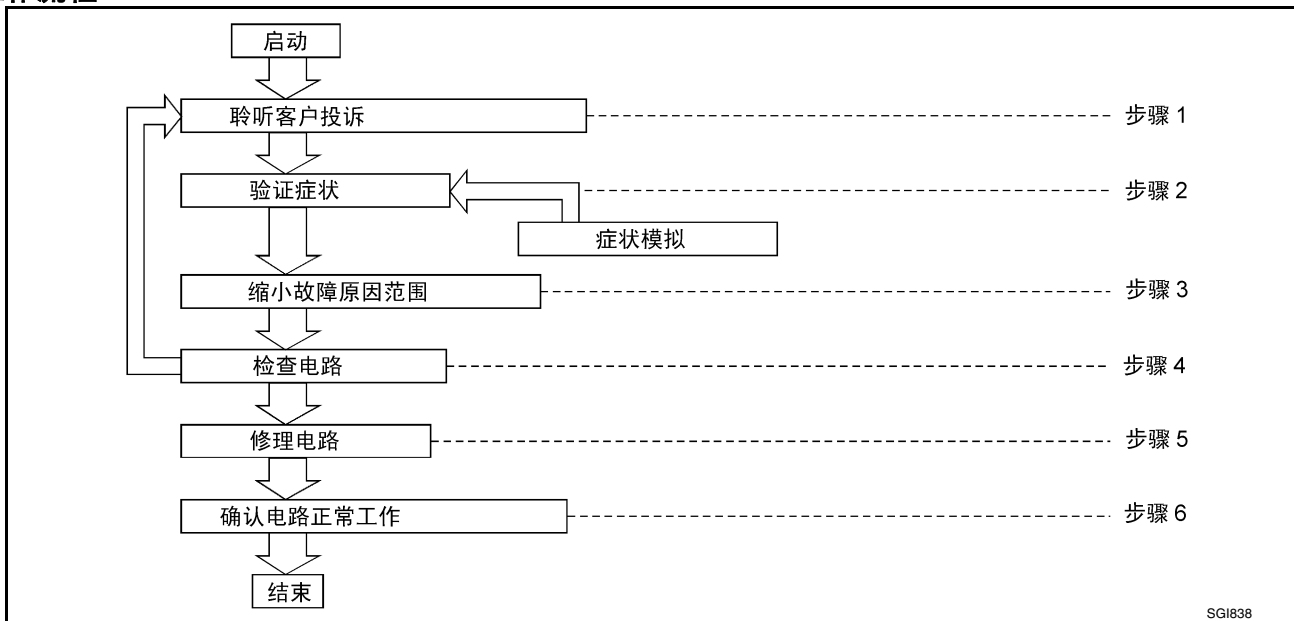 启动
聆听客户投诉 步骤 1
验证症状 步骤 2
症状模拟
缩小故障原因范围 步骤 3
检查电路 步骤 4
修理电路 步骤 5
确认电路正常工作 步骤 6
结束
SGI838